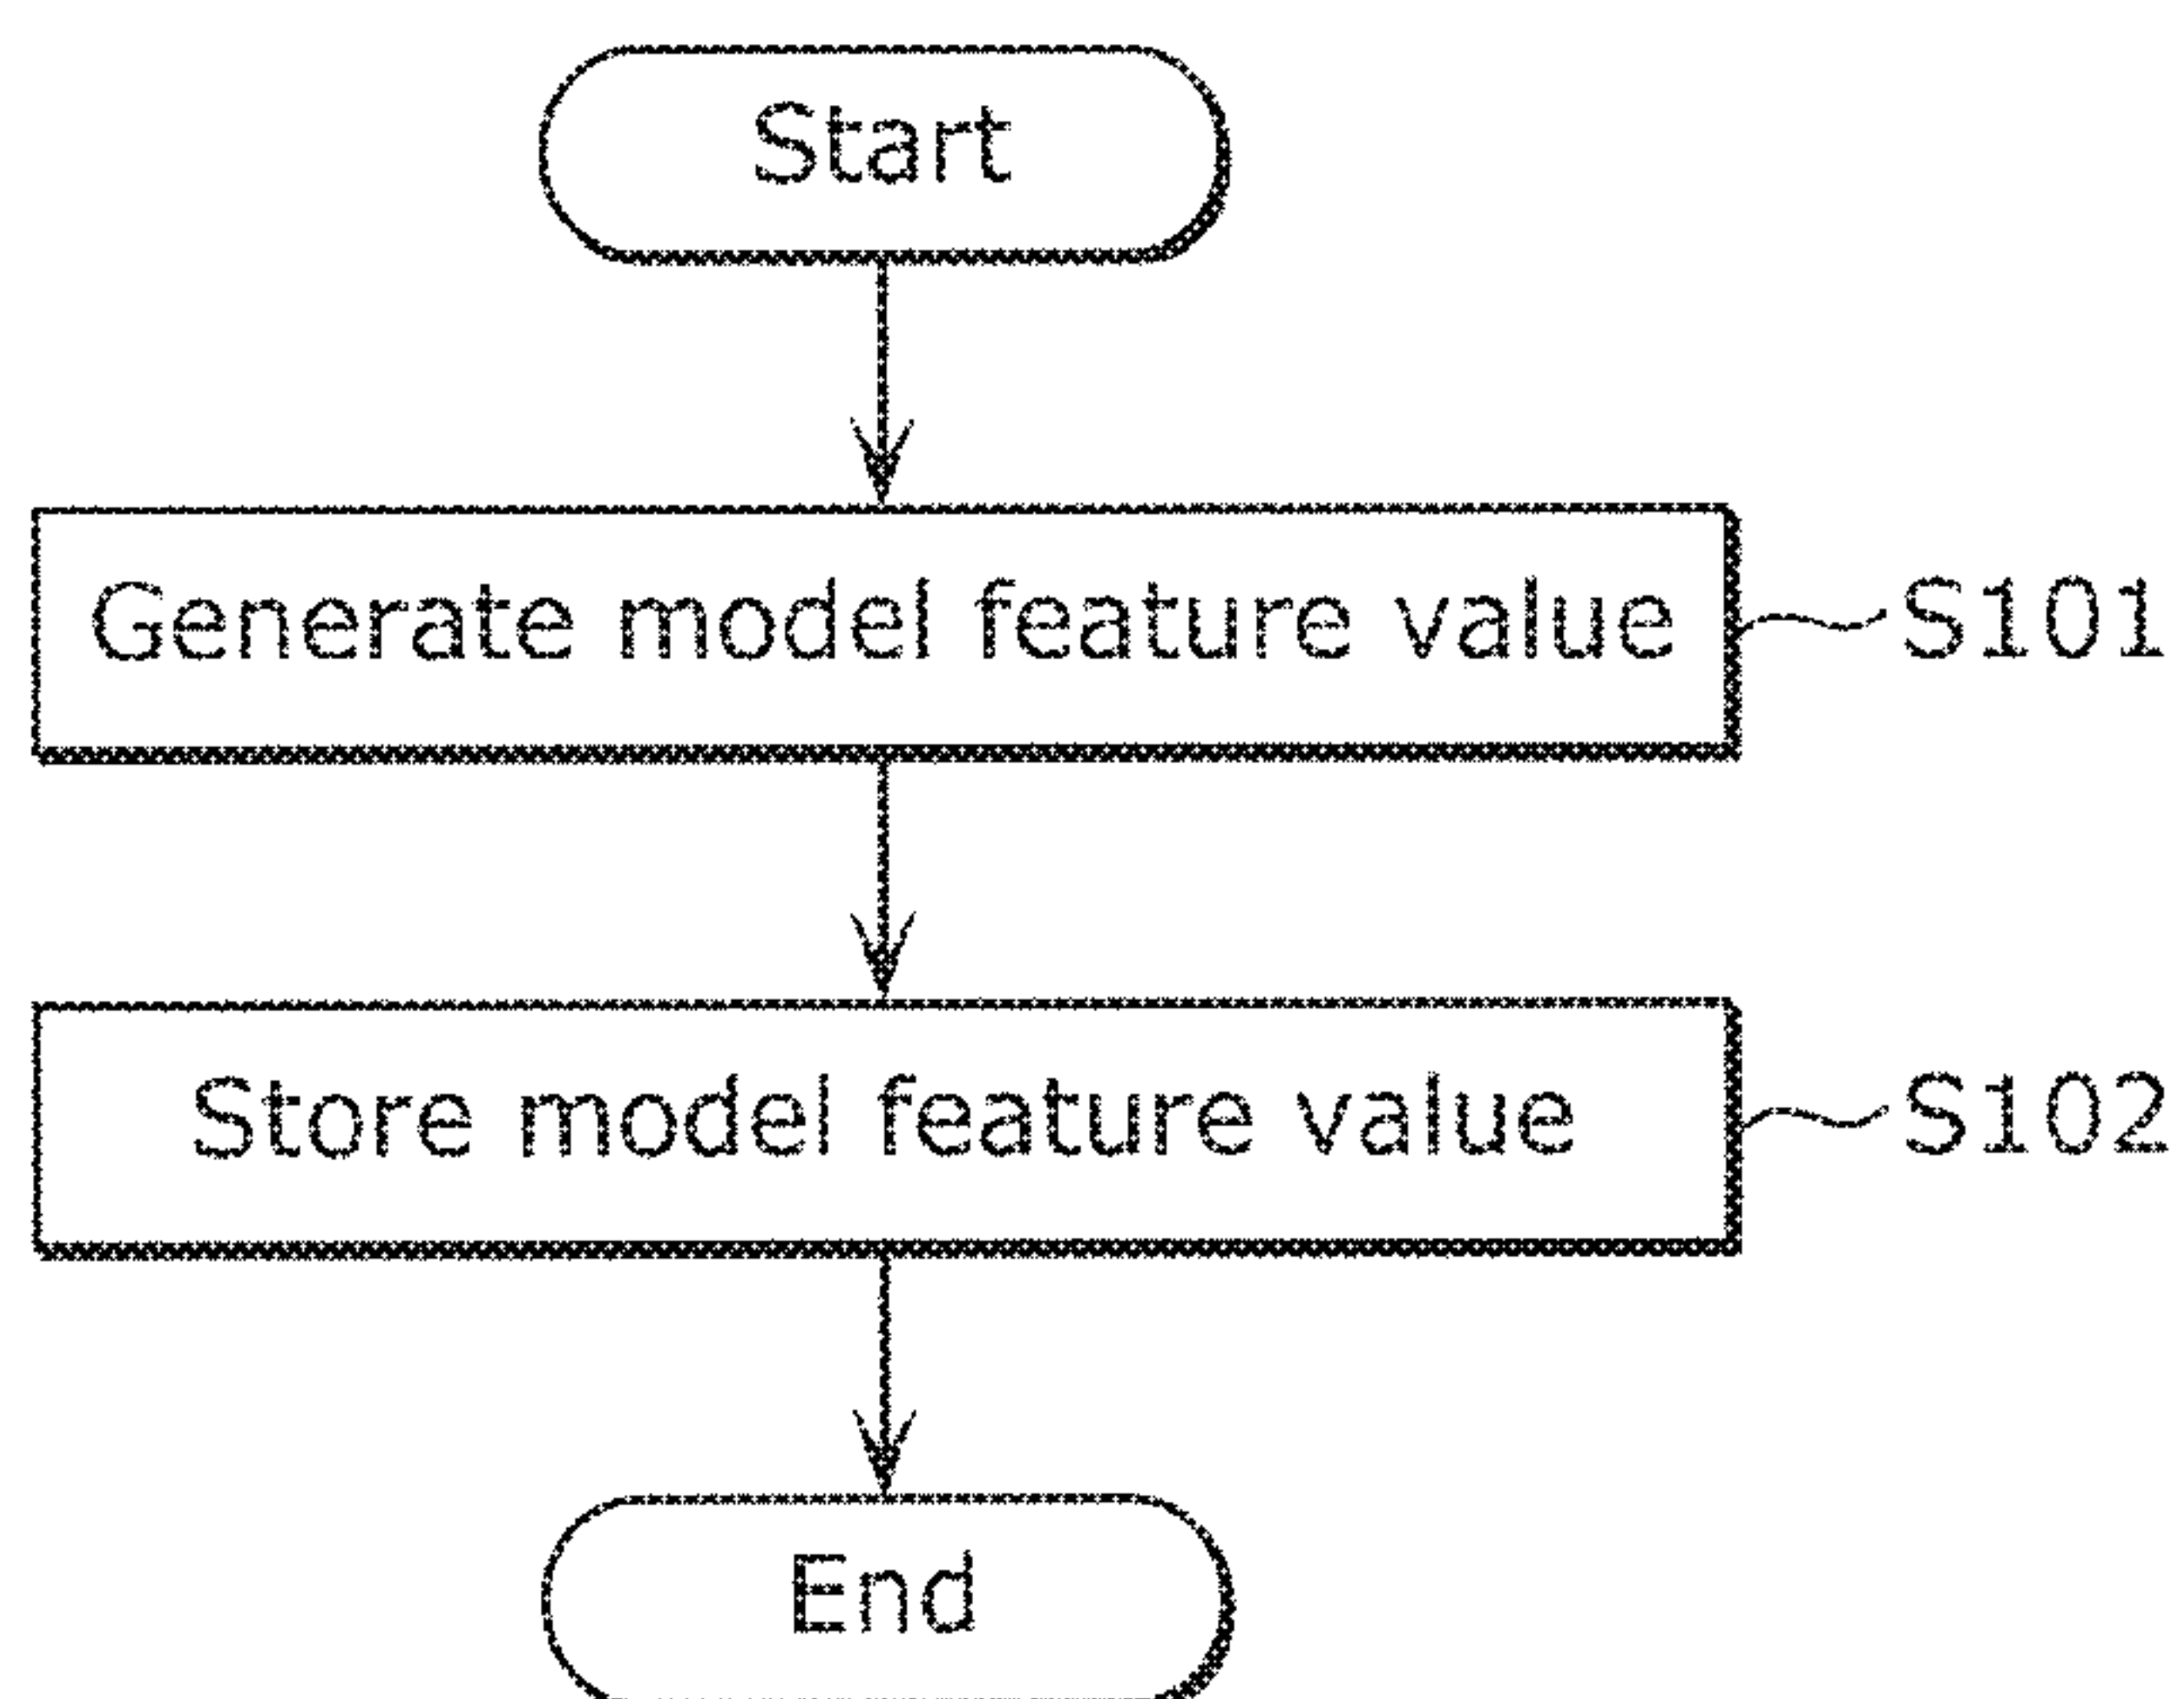 Start
Generate model feature value S101
Store model feature value S102
End